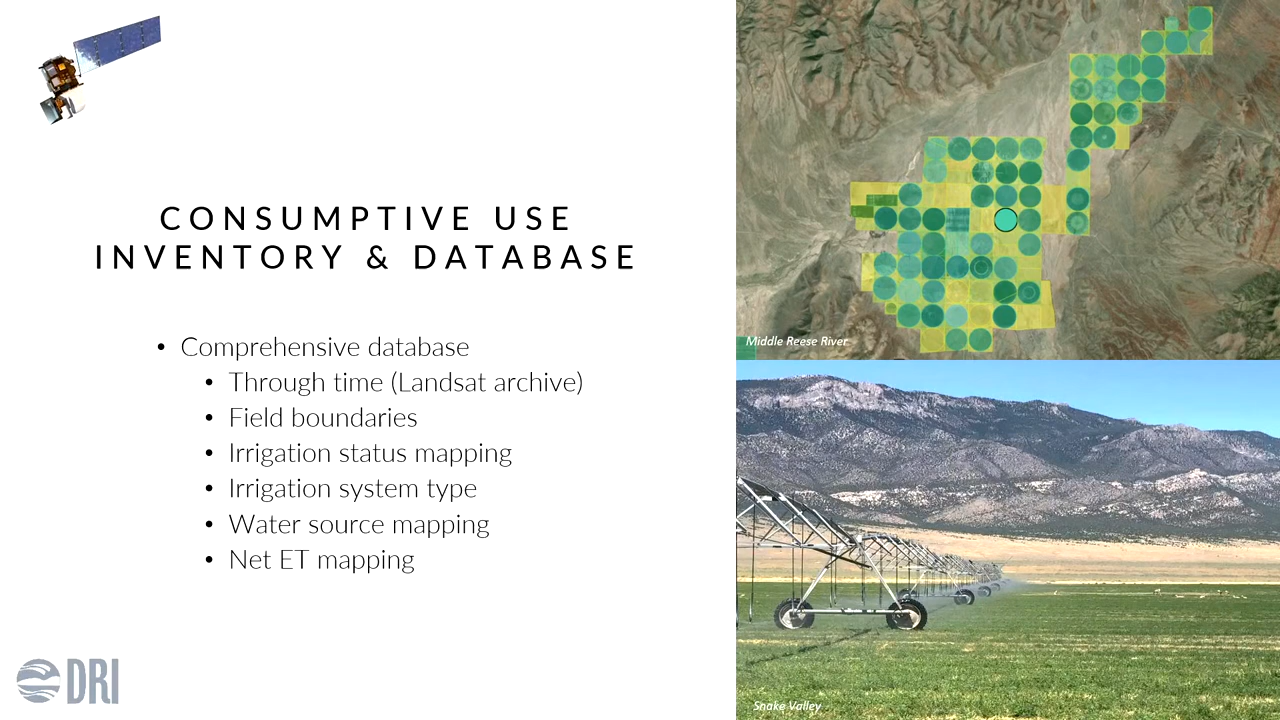 CONSUMPTIVE USE
INVENTORY & DATABASE
• Comprehensive database
• Through time (Landsat archive)
• Field boundaries
• Irrigation status mapping
• Irrigation system type
• Water source mapping
• Net ET mapping
DRI
Middle Reese River
Snake Valley